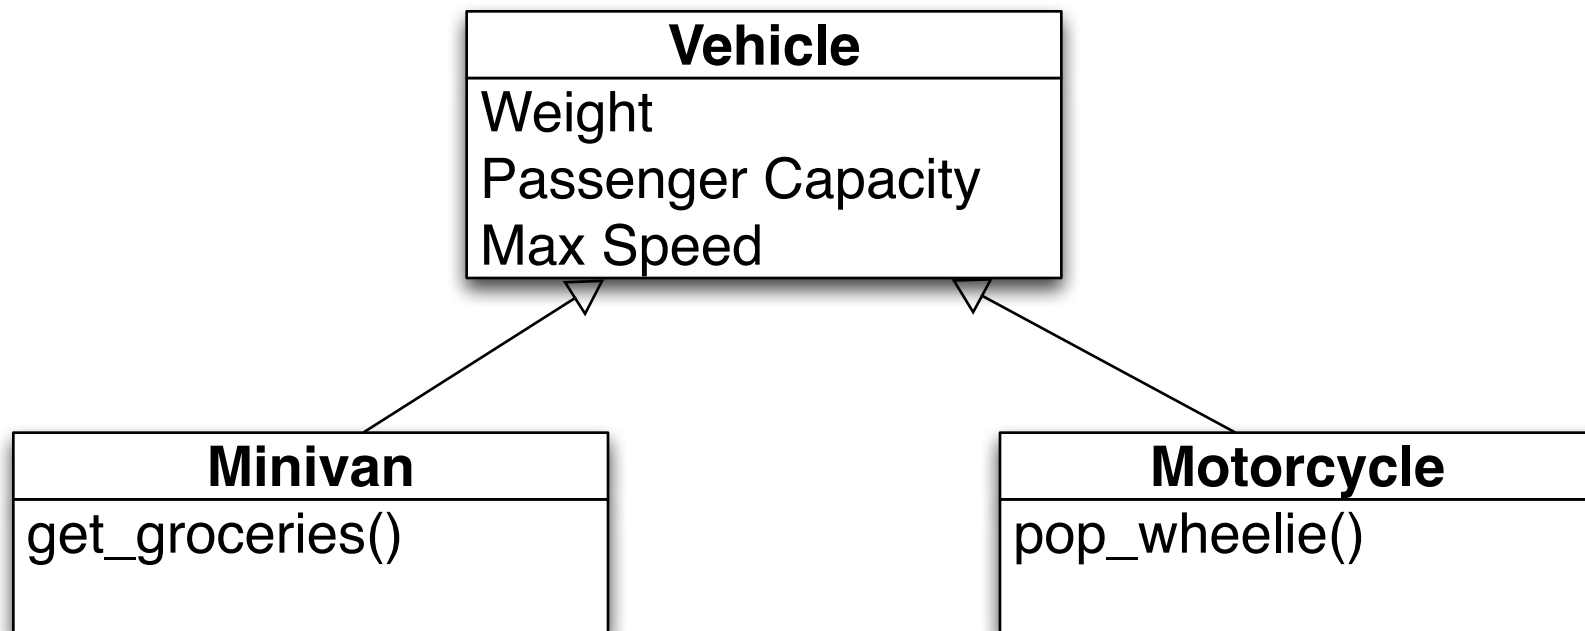 Vehicle
Weight
Passenger Capacity
Max Speed
Minivan
get_groceries()
Motorcycle
pop_wheelie()